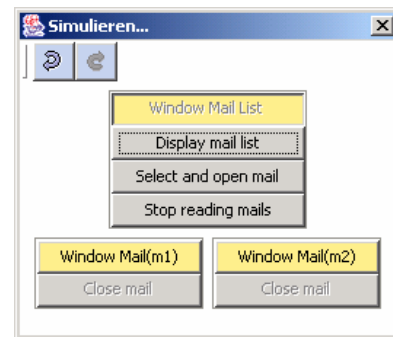 Simulieren...
Window Mail List
Display mail list
Select and open mail
Stop reading mails
Window Mail(m1) Window Mail(m2)
Close mail Close mail